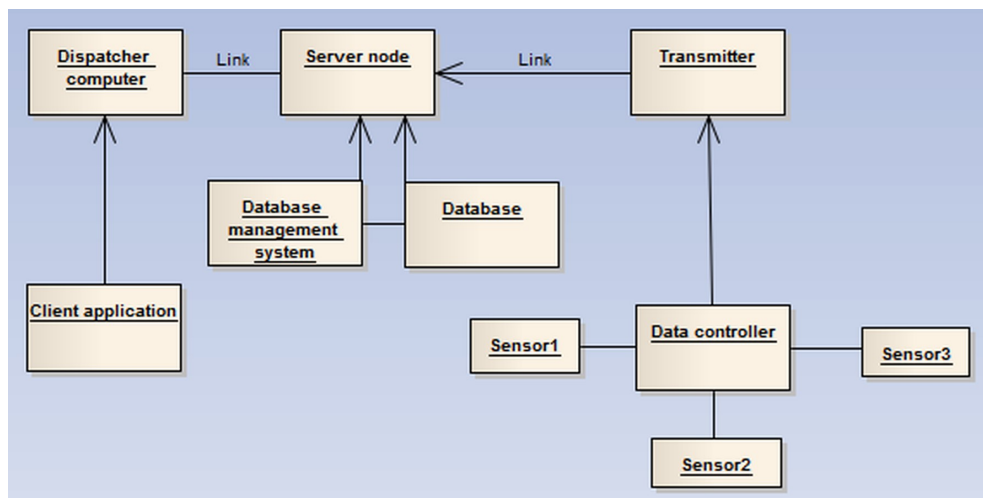 Dispatcher
computer
Link
Server node
Link
Transmitter
Database
management
system
Database
Client application
Sensor1
Data controller
Sensor3
Sensor2